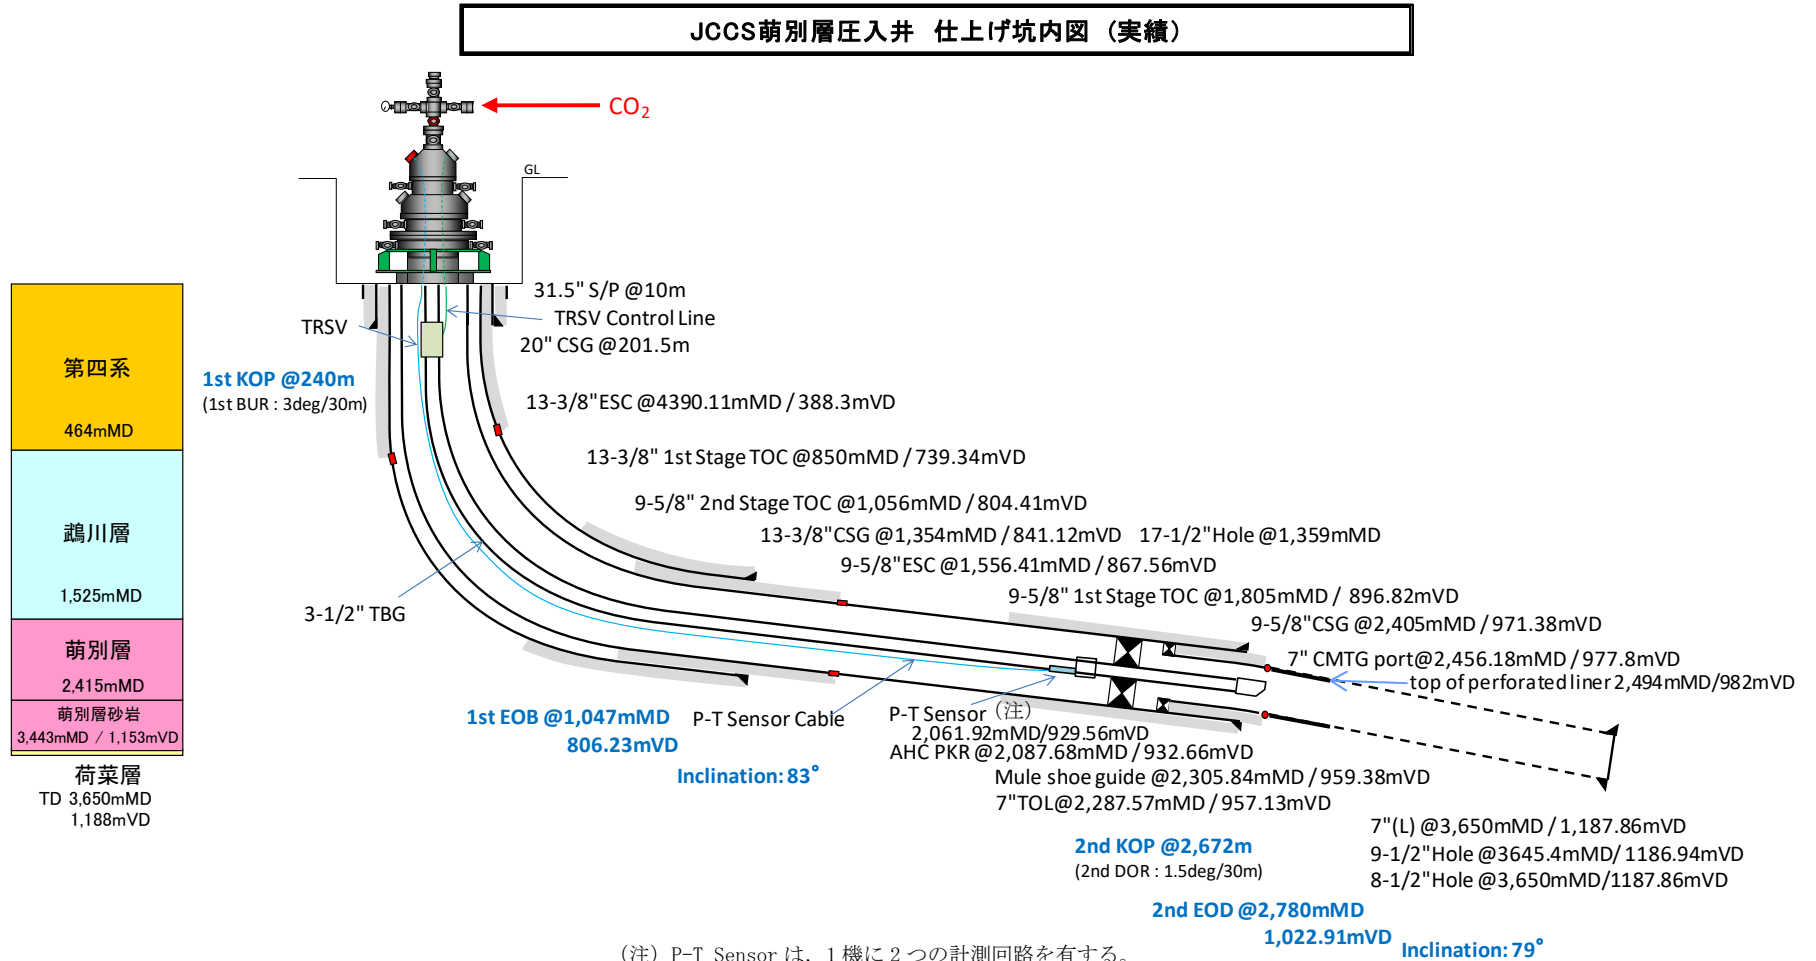 JCCS萌別層圧入井 仕上げ坑内図 (実績)
CO2
GL
31.5" S/P @10m
TRSV
TRSV Control Line
20" CSG @201.5m
第四系
1st KOP @240m
(1st BUR : 3deg/30m)
13-3/8"ESC @4390.11mMD / 388.3mVD
464mMD
13-3/8" 1st Stage TOC @850mMD / 739.34mVD
9-5/8" 2nd Stage TOC @1,056mMD / 804.41mVD
鵡川層
13-3/8"CSG @1,354mMD / 841.12mVD 17-1/2"Hole @1,359mMD
9-5/8"ESC @1,556.41mMD / 867.56mVD
1,525mMD
9-5/8" 1st Stage TOC @1,805mMD / 896.82mVD
3-1/2" TBG
9-5/8"CSG @2,405mMD / 971.38mVD
萌別層
7" CMTG port@2,456.18mMD / 977.8mVD
2,415mMD
top of perforated liner 2,494mMD/982mVD
萌別層砂岩
3,443mMD / 1,153mVD
1st EOB @1,047mMD
806.23mVD
P-T Sensor Cable
P-T Sensor (注)
2,061.92mMD/929.56mVD
AHC PKR @2,087.68mMD / 932.66mVD
Inclination: 83°
Mule shoe guide @2,305.84mMD / 959.38mVD
荷菜層
TD 3,650mMD
1,188mVD
7"TOL@2,287.57mMD / 957.13mVD
7"(L) @3,650mMD / 1,187.86mVD
2nd KOP @2,672m
(2nd DOR : 1.5deg/30m)
9-1/2"Hole @3645.4mMD/ 1186.94mVD
8-1/2"Hole @3,650mMD/1187.86mVD
2nd EOD @2,780mMD
1,022.91mVD
Inclination: 79°
(注) P-T Sensor は、1機に2つの計測回路を有する。